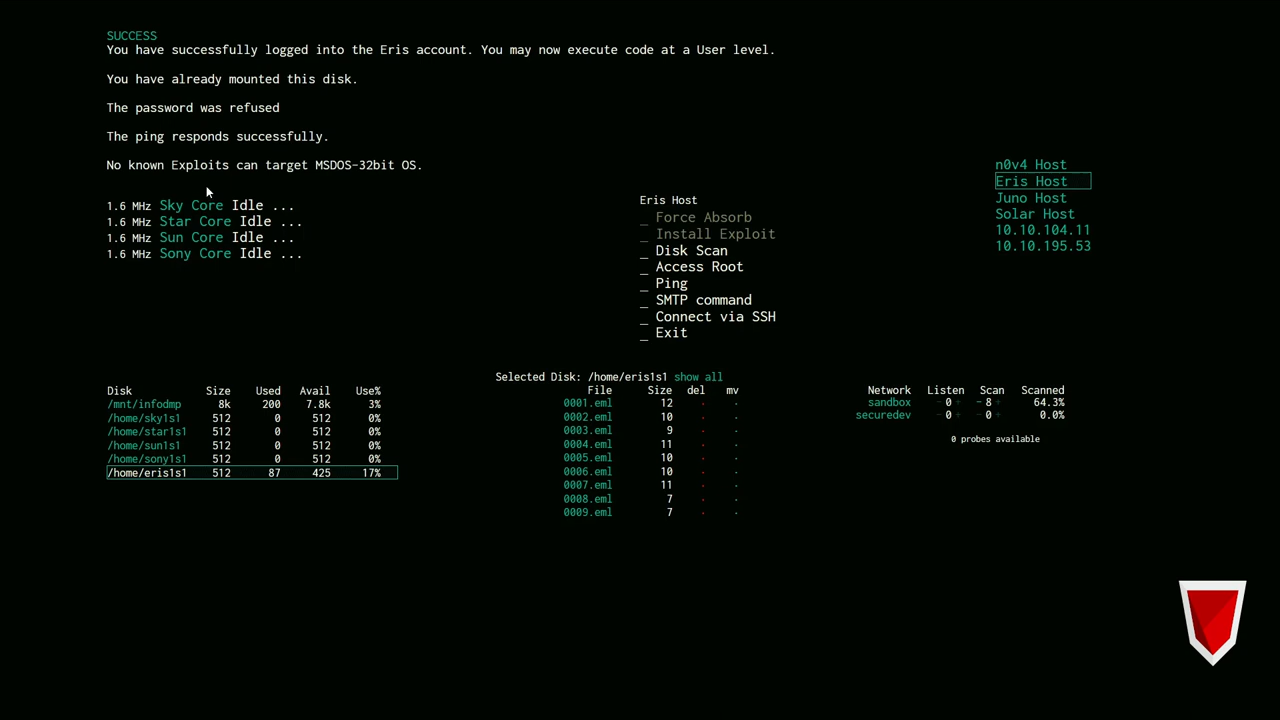 SUCCESS
You have successfully logged into the Eris account. You may now execute code at a User level.
You have already mounted this disk.
The password was refused
The ping responds successfully.
No known Exploits can target MSDOS-32bit OS.
1.6 MHz Sky Core Idle ...
1.6 MHz Star Core Idle ...
1.6 MHz Sun Core Idle ...
1.6 MHz Sony Core Idle ...
Eris Host
_ Force Absorb
_ Install Exploit
_ Disk Scan
_ Access Root
_ Ping
_ SMTP command
_ Connect via SSH
_ Exit
n0v4 Host
Eris Host
Juno Host
Solar Host
10.10.104.11
10.10.195.53
Disk Size Used Avail Use%
/mnt/infodmp 8k 200 7.8k 3%
/home/sky1s1 512 0 512 0%
/home/star1s1 512 0 512 0%
/home/sun1s1 512 0 512 0%
/home/sony1s1 512 0 512 0%
/home/eris1s1 512 87 425 17%
Selected Disk: /home/eris1s1 show all
File Size del mv
0001.eml 12 . .
0002.eml 10 . .
0003.eml 9 . .
0004.eml 11 . .
0005.eml 10 . .
0006.eml 10 . .
0007.eml 11 . .
0008.eml 7 . .
0009.eml 7 . .
Network Listen Scan Scanned
sandbox - 0 + - 8 + 64.3%
securedev - 0 + - 0 + 0.0%
0 probes available